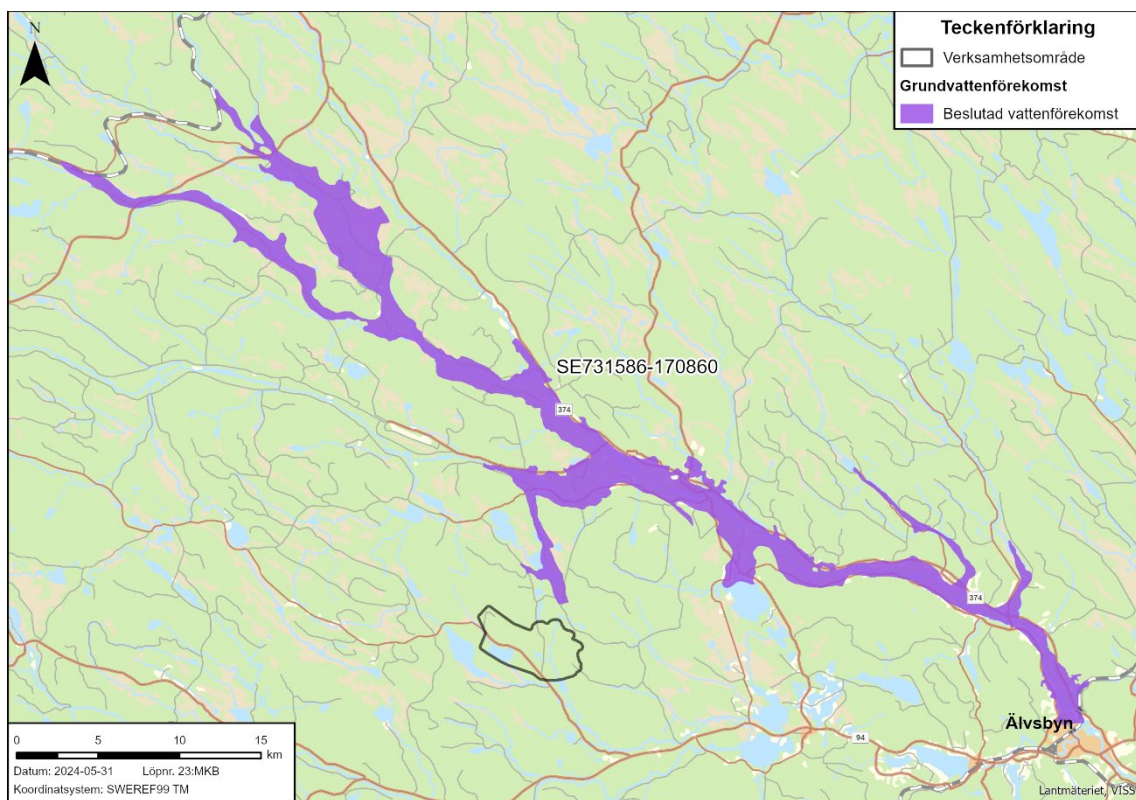 N
Teckenförklaring
Verksamhetsområde
Grundvattenförekomst
Beslutad vattenförekomst
SE731586-170860
374
374
Älvsbyn
94
0 5 10 15
km
Datum: 2024-05-31 Löpnr. 23:MKB
Koordinatsystem: SWEREF99 TM
Lantmäteriet, VISS